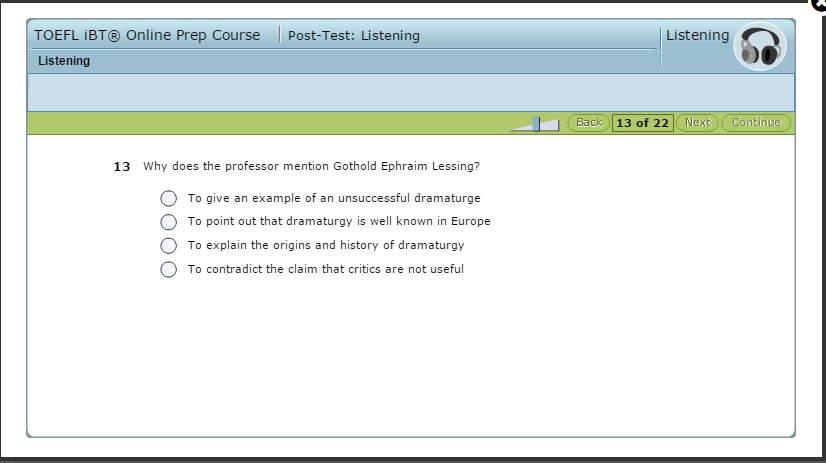 TOEFL iBT® Online Prep Course Post-Test: Listening Listening
Listening
Back 13 of 22 Next Continue
13 Why does the professor mention Gothold Ephraim Lessing?
To give an example of an unsuccessful dramaturge
To point out that dramaturgy is well known in Europe
To explain the origins and history of dramaturgy
To contradict the claim that critics are not useful